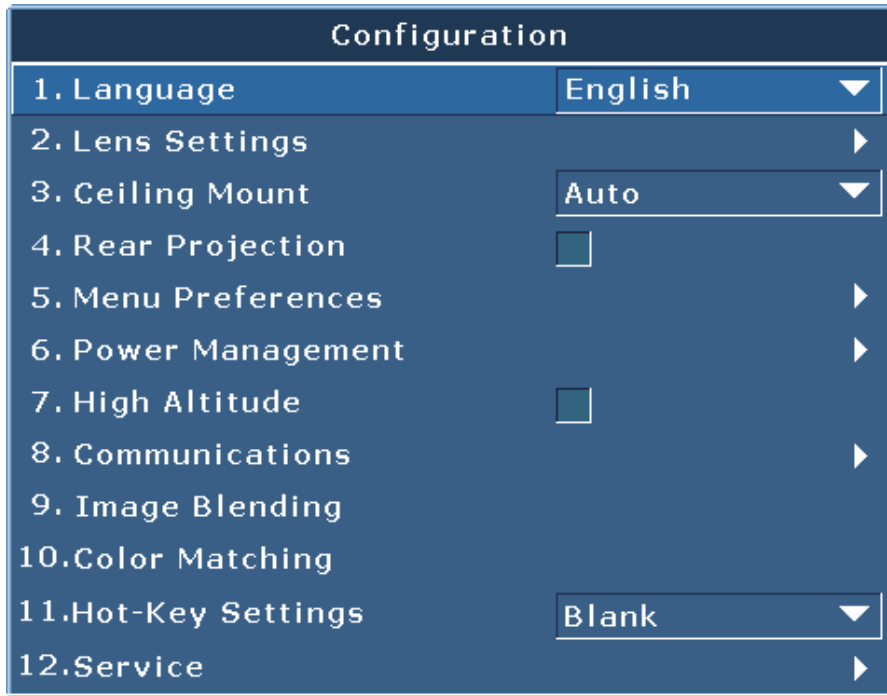 Configuration
1. Language English
2. Lens Settings
3. Ceiling Mount Auto
4. Rear Projection
5. Menu Preferences
6. Power Management
7. High Altitude
8. Communications
9. Image Blending
10.Color Matching
11.Hot-Key Settings Blank
12.Service